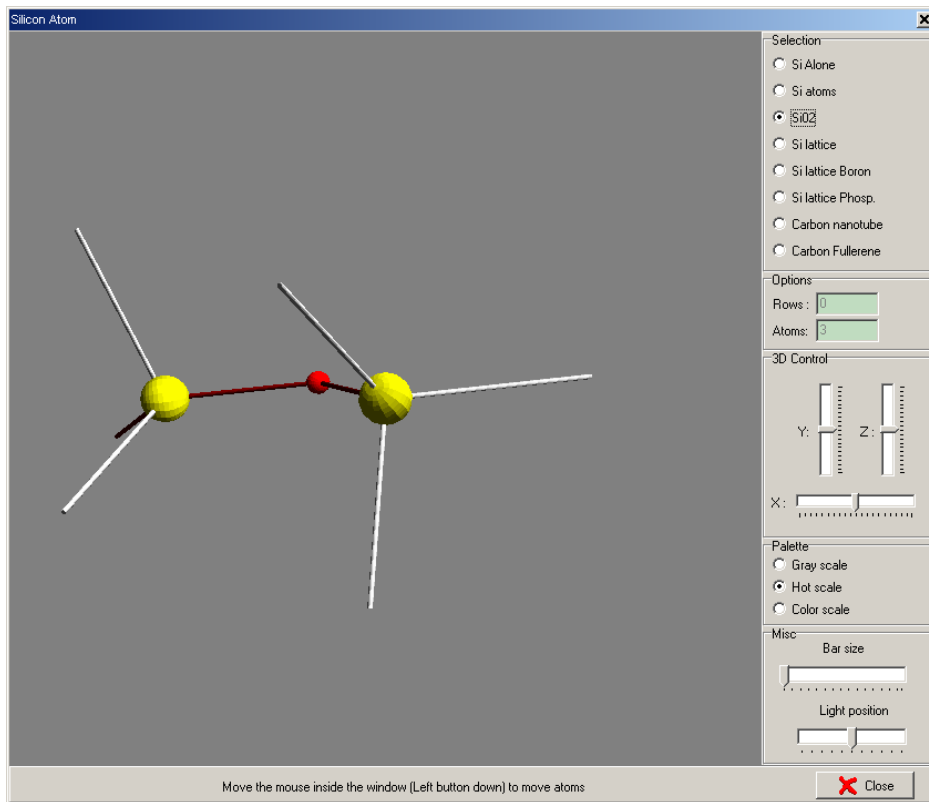 Silicon Atom
Selection
Si Alone
Si atoms
Si02
Si lattice
Si lattice Boron
Si lattice Phosp.
Carbon nanotube
Carbon Fullerene
Options
Rows : 0
Atoms: 3
3D Control
Y: Z :
X :
Palette
Gray scale
Hot scale
Color scale
Misc
Bar size
Light position
Move the mouse inside the window (Left button down) to move atoms
Close